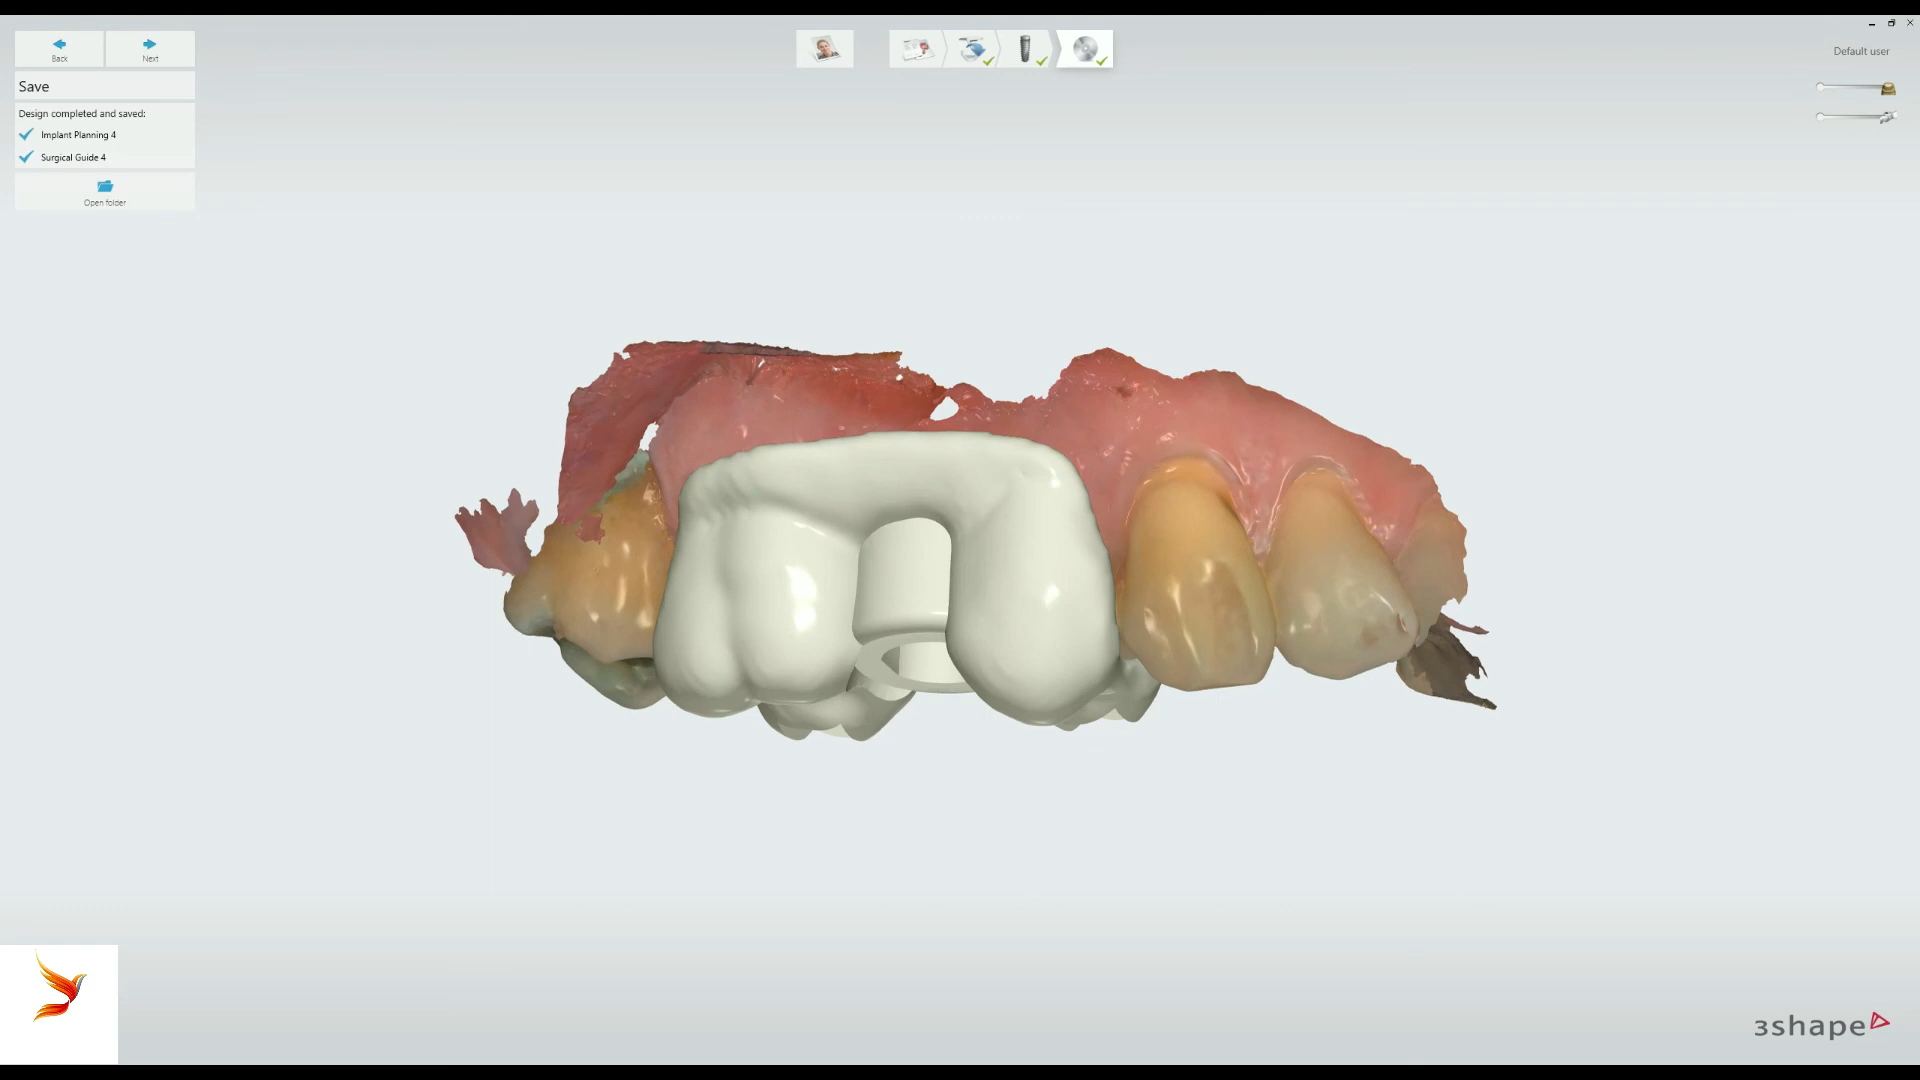 Back
Next
Default user
Save
Design completed and saved:
Implant Planning 4
Surgical Guide 4
Open folder
3shape